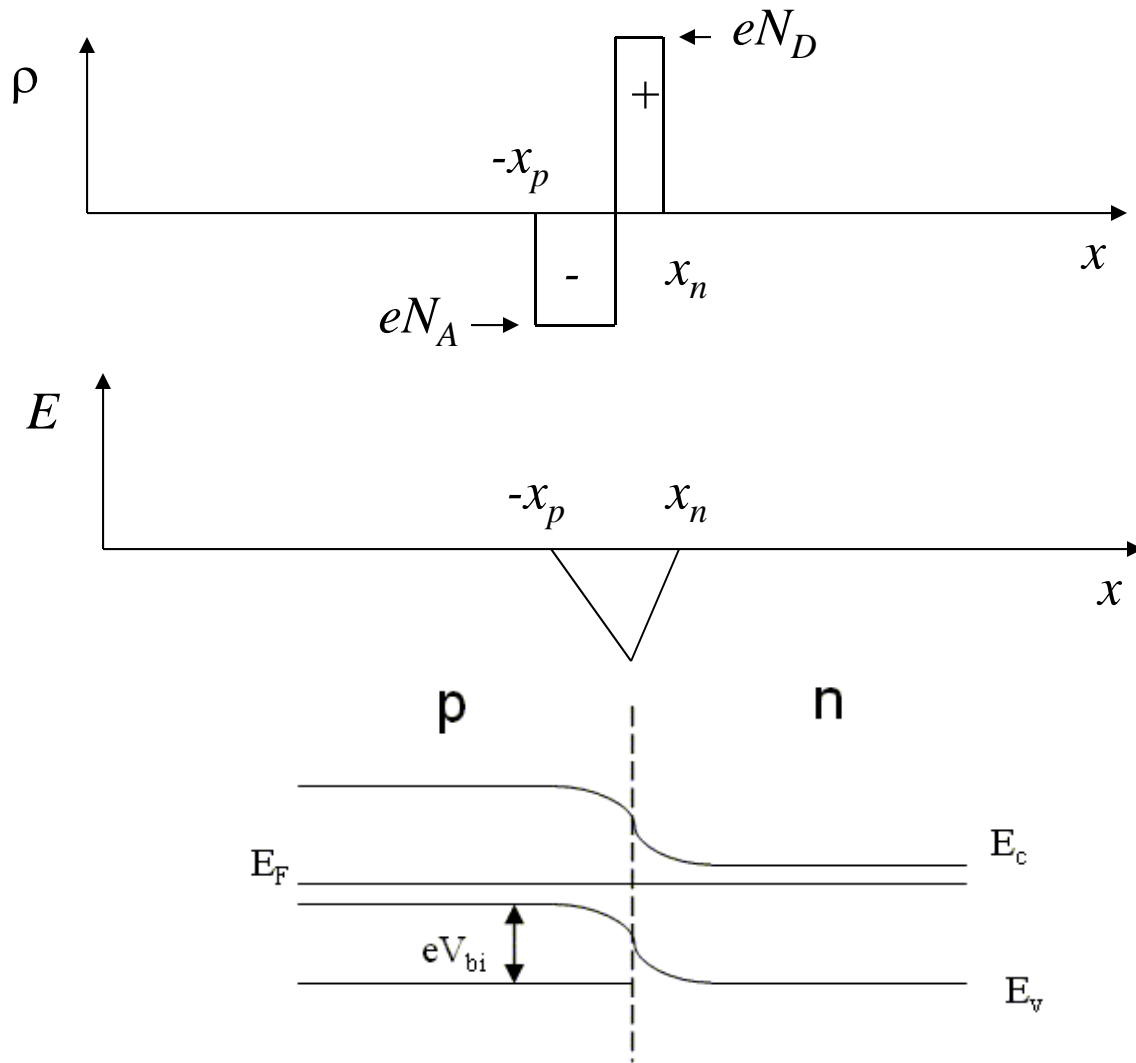 eN_D
ρ
+
-x_p
x
-
x_n
eN_A
E
-x_p
x_n
x
p
n
E_c
E_F
eV_bi
E_v